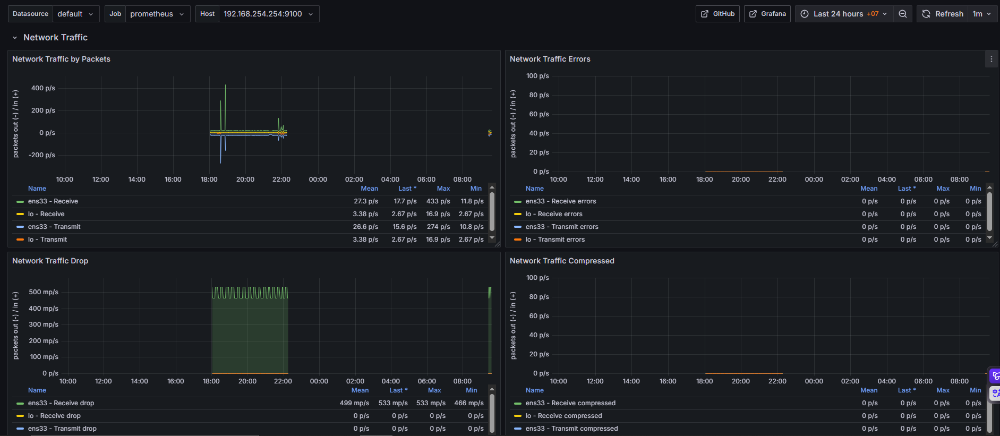 Datasource default Job prometheus Host 192.168.254.254:9100 GitHub Grafana Last 24 hours +07 Refresh 1m
Network Traffic
Network Traffic by Packets
packets out (-) / in (+)
400 p/s
200 p/s
0 p/s
-200 p/s
10:00 12:00 14:00 16:00 18:00 20:00 22:00 00:00 02:00 04:00 06:00 08:00
Name Mean Last * Max Min
ens33 - Receive 27.3 p/s 17.7 p/s 433 p/s 11.8 p/s
lo - Receive 3.38 p/s 2.67 p/s 16.9 p/s 2.67 p/s
ens33 - Transmit 26.6 p/s 15.6 p/s 274 p/s 10.8 p/s
lo - Transmit 3.38 p/s 2.67 p/s 16.9 p/s 2.67 p/s
Network Traffic Errors
packets out (-) / in (+)
100 p/s
80 p/s
60 p/s
40 p/s
20 p/s
0 p/s
10:00 12:00 14:00 16:00 18:00 20:00 22:00 00:00 02:00 04:00 06:00 08:00
Name Mean Last * Max Min
ens33 - Receive errors 0 p/s 0 p/s 0 p/s 0 p/s
lo - Receive errors 0 p/s 0 p/s 0 p/s 0 p/s
ens33 - Transmit errors 0 p/s 0 p/s 0 p/s 0 p/s
lo - Transmit errors 0 p/s 0 p/s 0 p/s 0 p/s
Network Traffic Drop
packets out (-) / in (+)
500 mp/s
400 mp/s
300 mp/s
200 mp/s
100 mp/s
0 p/s
10:00 12:00 14:00 16:00 18:00 20:00 22:00 00:00 02:00 04:00 06:00 08:00
Name Mean Last * Max Min
ens33 - Receive drop 499 mp/s 533 mp/s 533 mp/s 466 mp/s
lo - Receive drop 0 p/s 0 p/s 0 p/s 0 p/s
ens33 - Transmit drop 0 p/s 0 p/s 0 p/s 0 p/s
Network Traffic Compressed
packets out (-) / in (+)
100 p/s
80 p/s
60 p/s
40 p/s
20 p/s
0 p/s
10:00 12:00 14:00 16:00 18:00 20:00 22:00 00:00 02:00 04:00 06:00 08:00
Name Mean Last * Max Min
ens33 - Receive compressed 0 p/s 0 p/s 0 p/s 0 p/s
lo - Receive compressed 0 p/s 0 p/s 0 p/s 0 p/s
ens33 - Transmit compressed 0 p/s 0 p/s 0 p/s 0 p/s